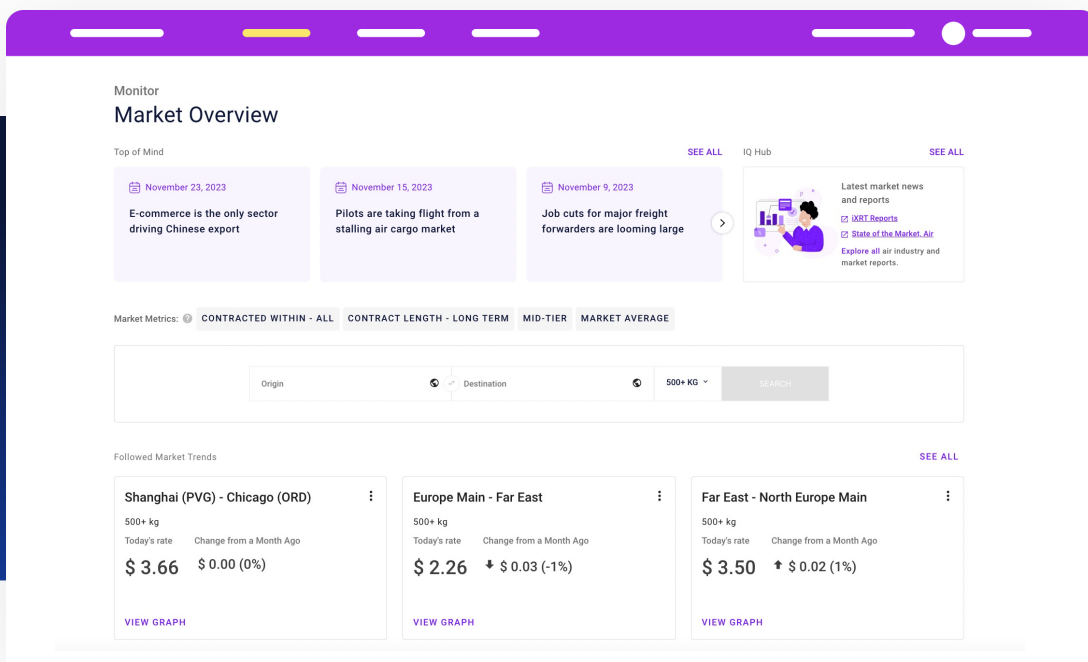 Monitor
Market Overview
Top of Mind
SEE ALL
IQ Hub
SEE ALL
November 23, 2023
E-commerce is the only sector
driving Chinese export
November 15, 2023
Pilots are taking flight from a
stalling air cargo market
November 9, 2023
Job cuts for major freight
forwarders are looming large
Latest market news
and reports
iXRT Reports
State of the Market, Air
Explore all air industry and
market reports.
Market Metrics: ? CONTRACTED WITHIN - ALL CONTRACT LENGTH - LONG TERM MID-TIER MARKET AVERAGE
Origin Destination 500+ KG SEARCH
Followed Market Trends
SEE ALL
Shanghai (PVG) - Chicago (ORD)
500+ kg
Today's rate Change from a Month Ago
$ 3.66 $ 0.00 (0%)
VIEW GRAPH
Europe Main - Far East
500+ kg
Today's rate Change from a Month Ago
$ 2.26 $ 0.03 (-1%)
VIEW GRAPH
Far East - North Europe Main
500+ kg
Today's rate Change from a Month Ago
$ 3.50 $ 0.02 (1%)
VIEW GRAPH